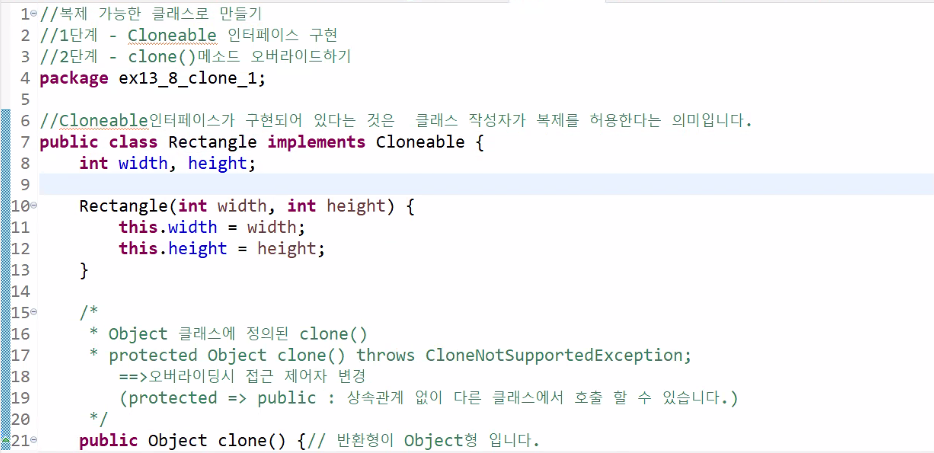 1 //복제 가능한 클래스로 만들기
2 //1단계 - Cloneable 인터페이스 구현
3 //2단계 - clone()메소드 오버라이드하기
4 package ex13_8_clone_1;
5
6 //Cloneable인터페이스가 구현되어 있다는 것은 클래스 작성자가 복제를 허용한다는 의미입니다.
7 public class Rectangle implements Cloneable {
8 int width, height;
9
10 Rectangle(int width, int height) {
11 this.width = width;
12 this.height = height;
13 }
14
15 /*
16 * Object 클래스에 정의된 clone()
17 * protected Object clone() throws CloneNotSupportedException;
18 ==>오버라이딩시 접근 제어자 변경
19 (protected => public : 상속관계 없이 다른 클래스에서 호출 할 수 있습니다.)
20 */
21 public Object clone() {// 반환형이 Object형 입니다.